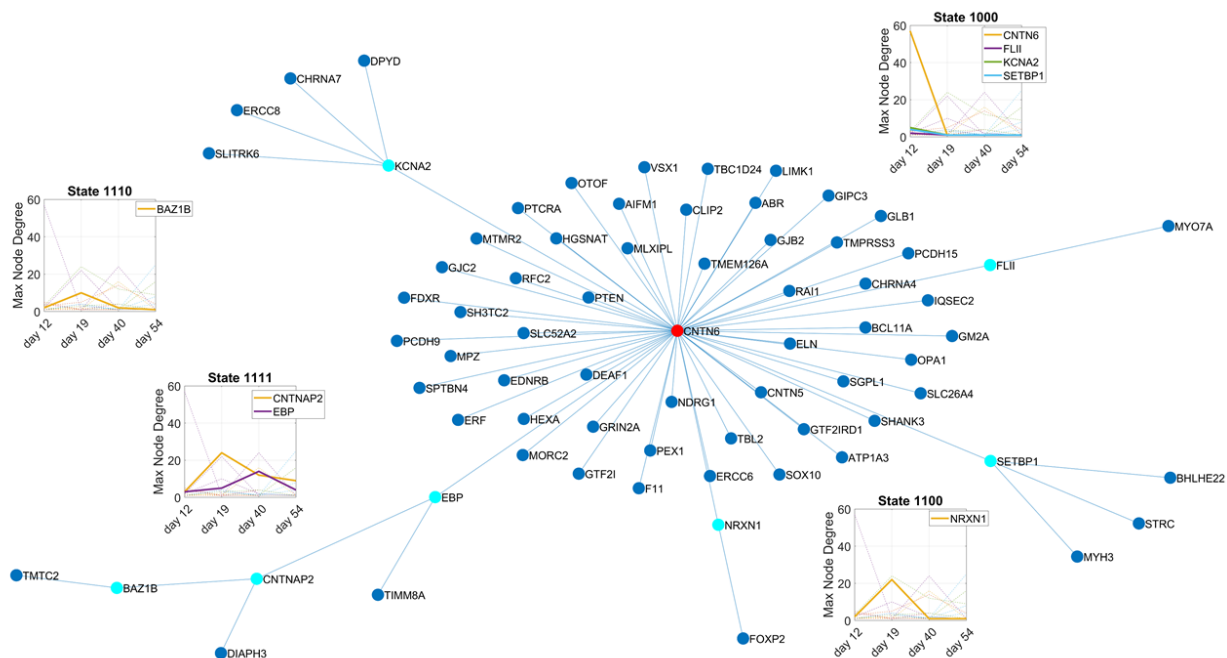 State 1000
Max Node Degree
60
40
20
0
CNTN6
FLII
KCNA2
SETBP1
day 12
day 19
day 40
day 54
DPYD
CHRNA7
ERCC8
SLITRK6
KCNA2
State 1110
Max Node Degree
60
40
20
0
BAZ1B
day 12
day 19
day 40
day 54
VSX1
TBC1D24
LIMK1
OTOF
AIFM1
CLIP2
ABR
GIPC3
PTCRA
GLB1
MTMR2
HGSNAT
MLXIPL
GJB2
TMPRSS3
MYO7A
PCDH15
GJC2
RFC2
TMEM126A
FLII
CHRNA4
FDXR
PTEN
RAI1
IQSEC2
SH3TC2
PCDH9
SLC52A2
CNTN6
BCL11A
GM2A
ELN
MPZ
OPA1
SPTBN4
EDNRB
DEAF1
SGPL1
SLC26A4
CNTN5
NDRG1
ERF
HEXA
GRIN2A
GTF2IRD1
SHANK3
TBL2
MORC2
PEX1
ATP1A3
SETBP1
GTF2I
F11
ERCC6
SOX10
BHLHE22
STRC
MYH3
State 1111
Max Node Degree
60
40
20
0
CNTNAP2
EBP
day 12
day 19
day 40
day 54
EBP
NRXN1
State 1100
Max Node Degree
60
40
20
0
NRXN1
day 12
day 19
day 40
day 54
TMTC2
BAZ1B
CNTNAP2
TIMM8A
DIAPH3
FOXP2